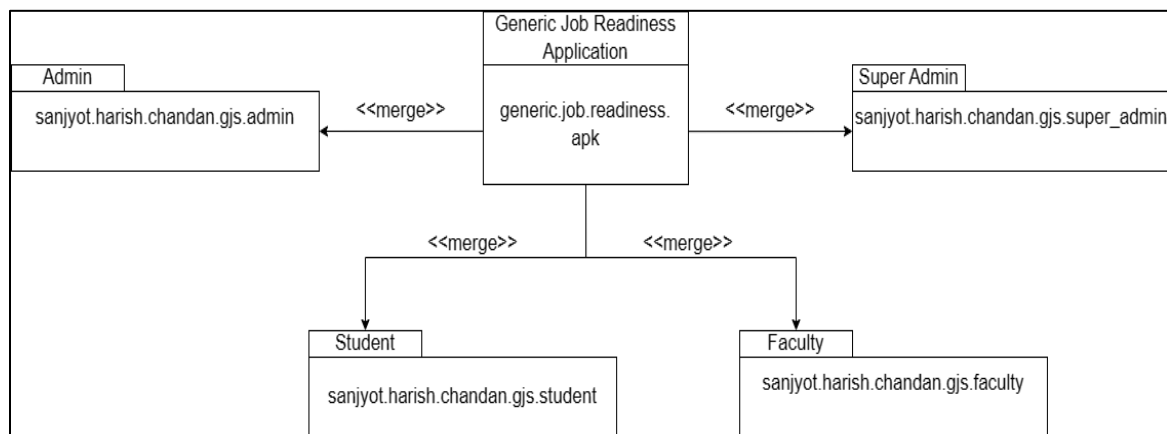 Generic Job Readiness
Application
Admin
Super Admin
sanjyot.harish.chandan.gjs.admin
<<merge>>
generic.job.readiness.
apk
<<merge>>
sanjyot.harish.chandan.gjs.super_admin
<<merge>>
<<merge>>
Student
Faculty
sanjyot.harish.chandan.gjs.student
sanjyot.harish.chandan.gjs.faculty